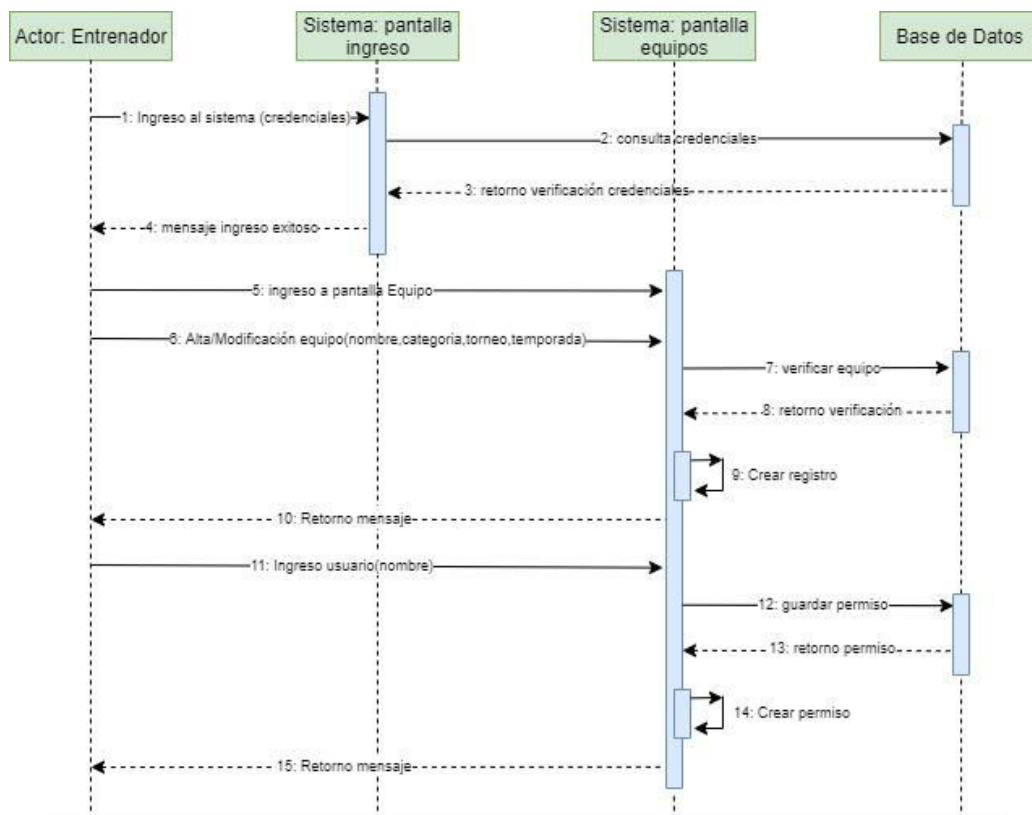 Actor: Entrenador
Sistema: pantalla
ingreso
Sistema: pantalla
equipos
Base de Datos
1: Ingreso al sistema (credenciales)
2: consulta credenciales
3: retorno verificación credenciales
4: mensaje ingreso exitoso
5: ingreso a pantalla Equipo
6: Alta/Modificación equipo(nombre,categoria,torneo,temporada)
7: verificar equipo
8: retorno verificación
9: Crear registro
10: Retorno mensaje
11: Ingreso usuario(nombre)
12: guardar permiso
13: retorno permiso
14: Crear permiso
15: Retorno mensaje